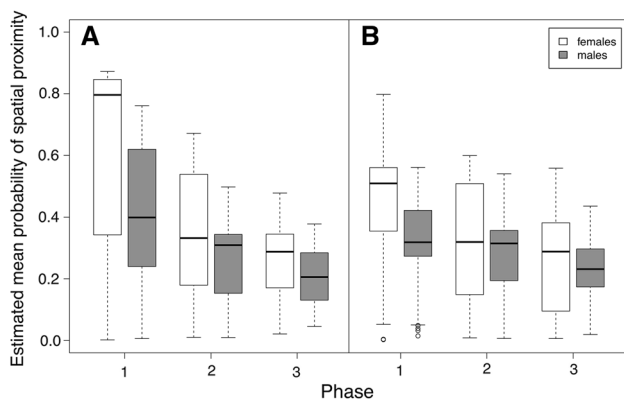 Estimated mean probability of spatial proximity
1.0
0.8
0.6
0.4
0.2
0.0
A
B
females
males
1
2
3
1
2
3
Phase